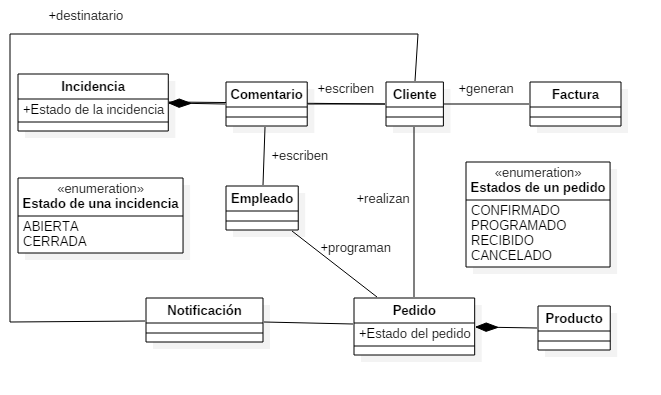 +destinatario
Incidencia
+Estado de la incidencia
Comentario
+escriben
Cliente
+generan
Factura
+escriben
«enumeration»
Estado de una incidencia
ABIERTA
CERRADA
Empleado
+realizan
«enumeration»
Estados de un pedido
CONFIRMADO
PROGRAMADO
RECIBIDO
CANCELADO
+programan
Notificación
Pedido
+Estado del pedido
Producto